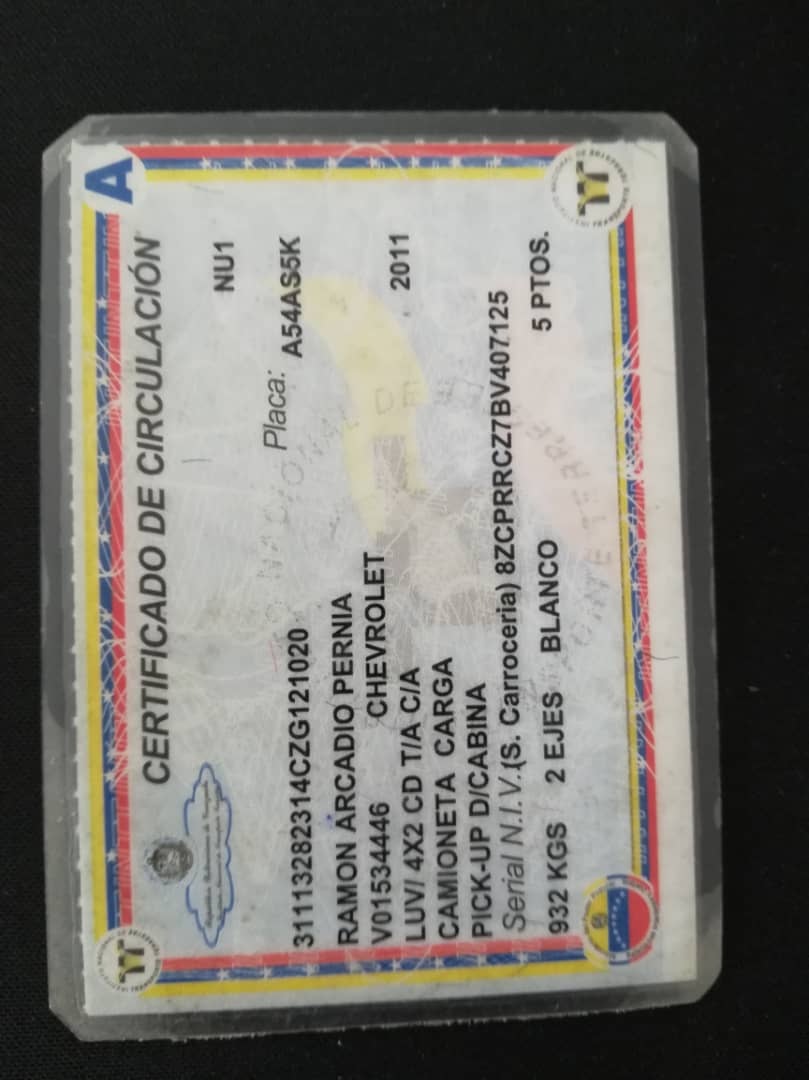 A
CERTIFICADO DE CIRCULACIÓN
NU1
Placa: A54AS5K
31113282314CZG121020
RAMON ARCADIO PERNIA
V01534446 CHEVROLET 2011
LUV/ 4X2 CD T/A C/A
CAMIONETA CARGA
PICK-UP D/CABINA
Serial N.I.V.(S. Carroceria) 8ZCPRRCZ7BV407125
932 KGS 2 EJES BLANCO 5 PTOS.